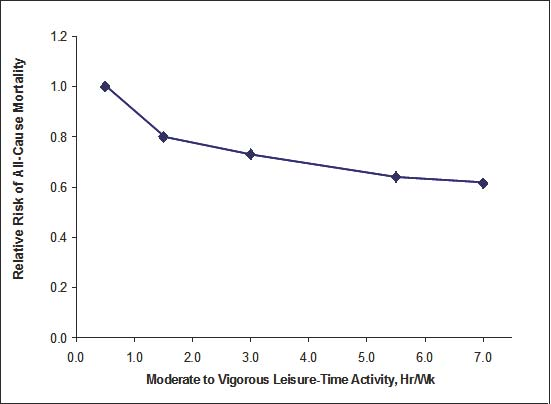 Relative Risk of All-Cause Mortality
1.2
1.0
0.8
0.6
0.4
0.2
0.0
0.0 1.0 2.0 3.0 4.0 5.0 6.0 7.0
Moderate to Vigorous Leisure-Time Activity, Hr/Wk